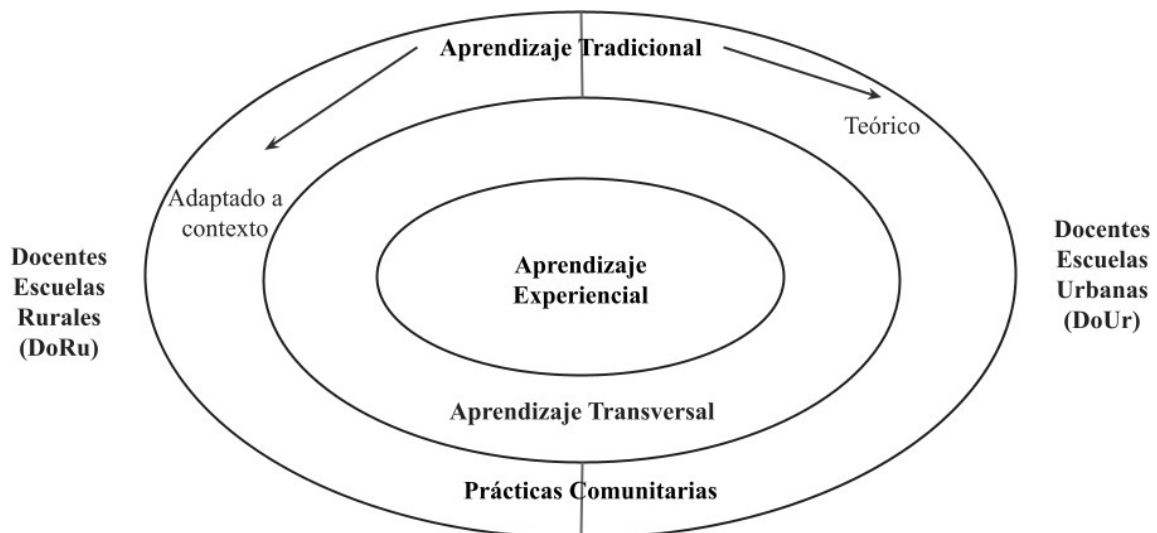 Aprendizaje Tradicional
Teórico
Adaptado a
contexto
Docentes
Escuelas
Rurales
(DoRu)
Aprendizaje
Experiencial
Docentes
Escuelas
Urbanas
(DoUr)
Aprendizaje Transversal
Prácticas Comunitarias